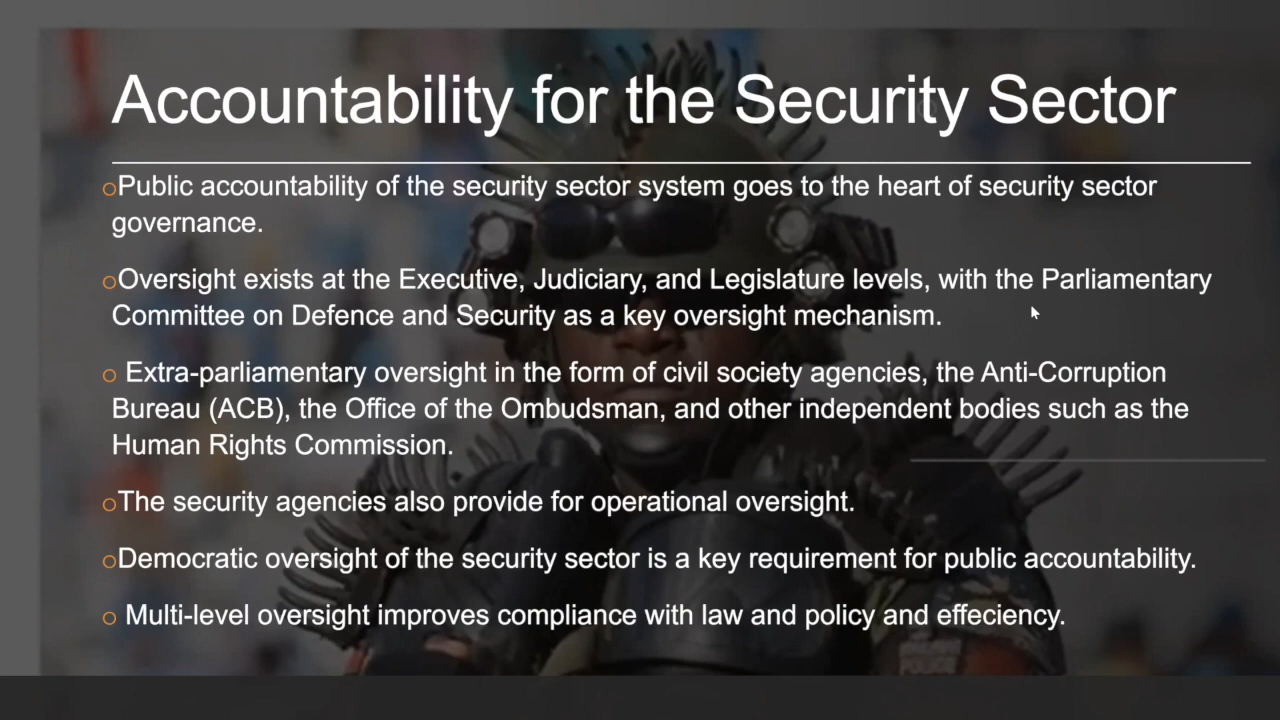 Accountability for the Security Sector
oPublic accountability of the security sector system goes to the heart of security sector
governance.
oOversight exists at the Executive, Judiciary, and Legislature levels, with the Parliamentary
Committee on Defence and Security as a key oversight mechanism.
o Extra-parliamentary oversight in the form of civil society agencies, the Anti-Corruption
Bureau (ACB), the Office of the Ombudsman, and other independent bodies such as the
Human Rights Commission.
oThe security agencies also provide for operational oversight.
oDemocratic oversight of the security sector is a key requirement for public accountability.
o Multi-level oversight improves compliance with law and policy and effeciency.